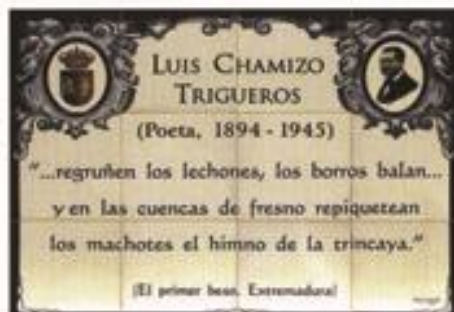 LUIS CHAMIZO
TRIGUEROS
(Poeta, 1894 - 1945)
"...regruñen los lechones, los borros balan...
y en las cuencas de fresno repiquetean
los machotes el himno de la trincaya."
(El primer beso. Extremadura)